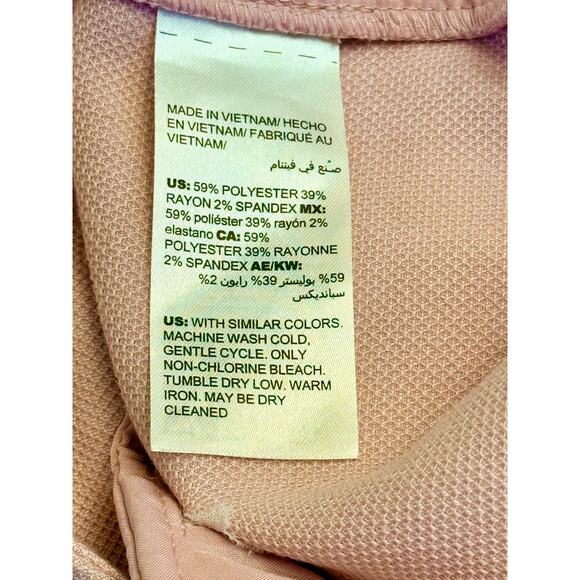 MADE IN VIETNAM/ HECHO
EN VIETNAM/ FABRIQUÉ AU
VIETNAM/
صنع في فيتنام
US: 59% POLYESTER 39%
RAYON 2% SPANDEX MX:
59% poliéster 39% rayón 2%
elastano CA: 59%
POLYESTER 39% RAYONNE
2% SPANDEX AE/KW:
59% بوليستر 39% رايون 2%
سبانديكس
US: WITH SIMILAR COLORS.
MACHINE WASH COLD,
GENTLE CYCLE. ONLY
NON-CHLORINE BLEACH.
TUMBLE DRY LOW. WARM
IRON. MAY BE DRY
CLEANED